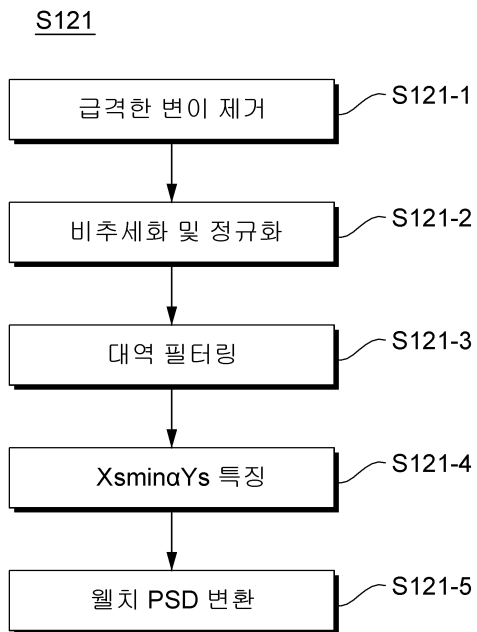 S121
급격한 변이 제거
S121-1
비추세화 및 정규화
S121-2
대역 필터링
S121-3
XsminαYs 특징
S121-4
웰치 PSD 변환
S121-5